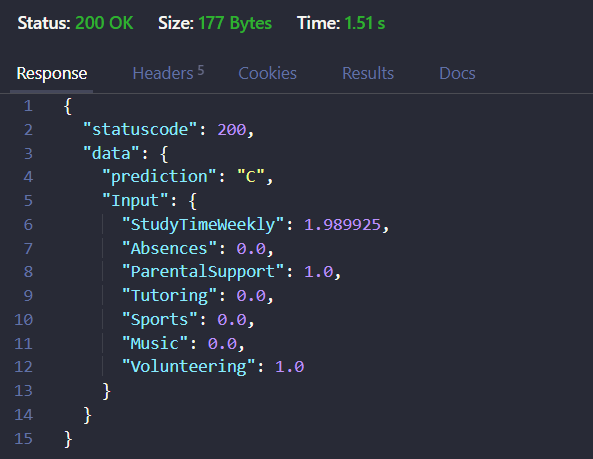 Status: 200 OK Size: 177 Bytes Time: 1.51 s
Response Headers 5 Cookies Results Docs
1 {
2 "statuscode": 200,
3 "data": {
4 "prediction": "C",
5 "Input": {
6 "StudyTimeWeekly": 1.989925,
7 "Absences": 0.0,
8 "ParentalSupport": 1.0,
9 "Tutoring": 0.0,
10 "Sports": 0.0,
11 "Music": 0.0,
12 "Volunteering": 1.0
13 }
14 }
15 }